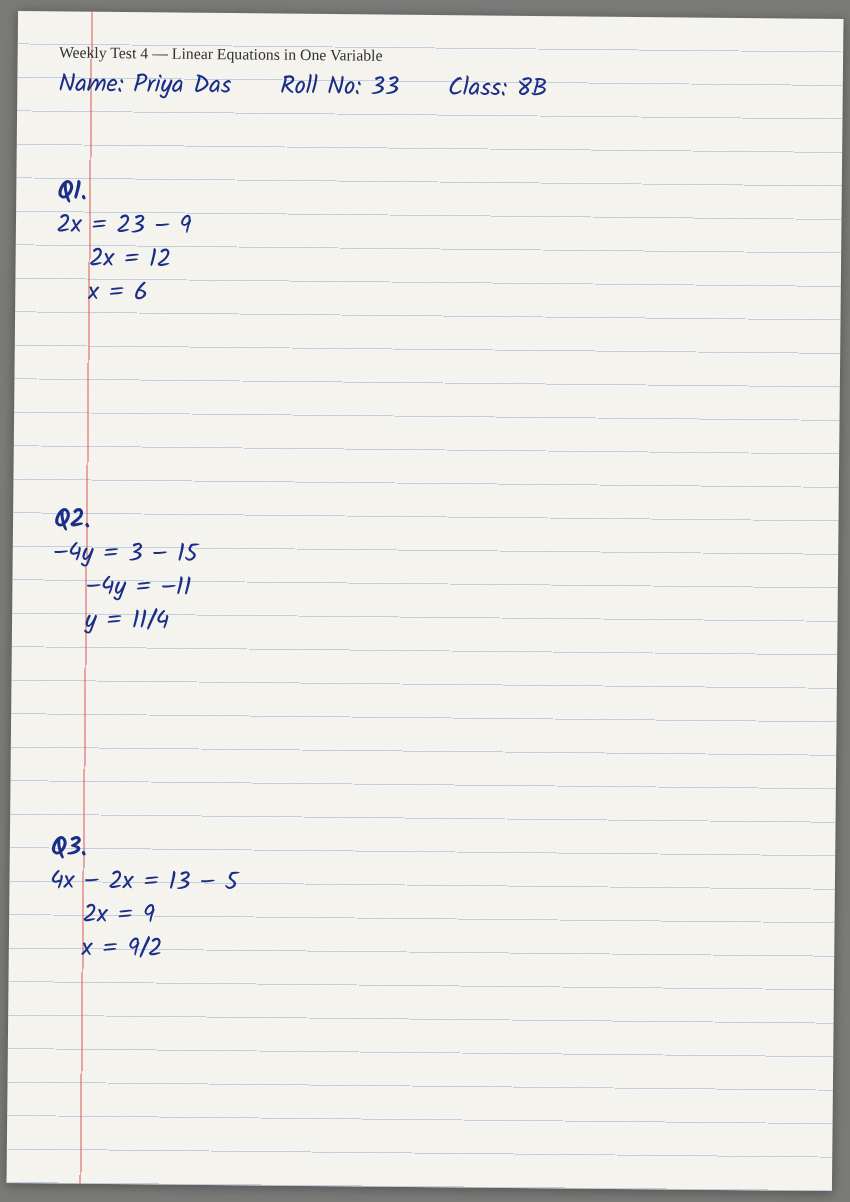 Weekly Test 4 — Linear Equations in One Variable
Name: Priya Das Roll No: 33 Class: 8B
Q1.
2x = 23 – 9
2x = 12
x = 6
Q2.
–4y = 3 – 15
–4y = –11
y = 11/4
Q3.
4x – 2x = 13 – 5
2x = 9
x = 9/2